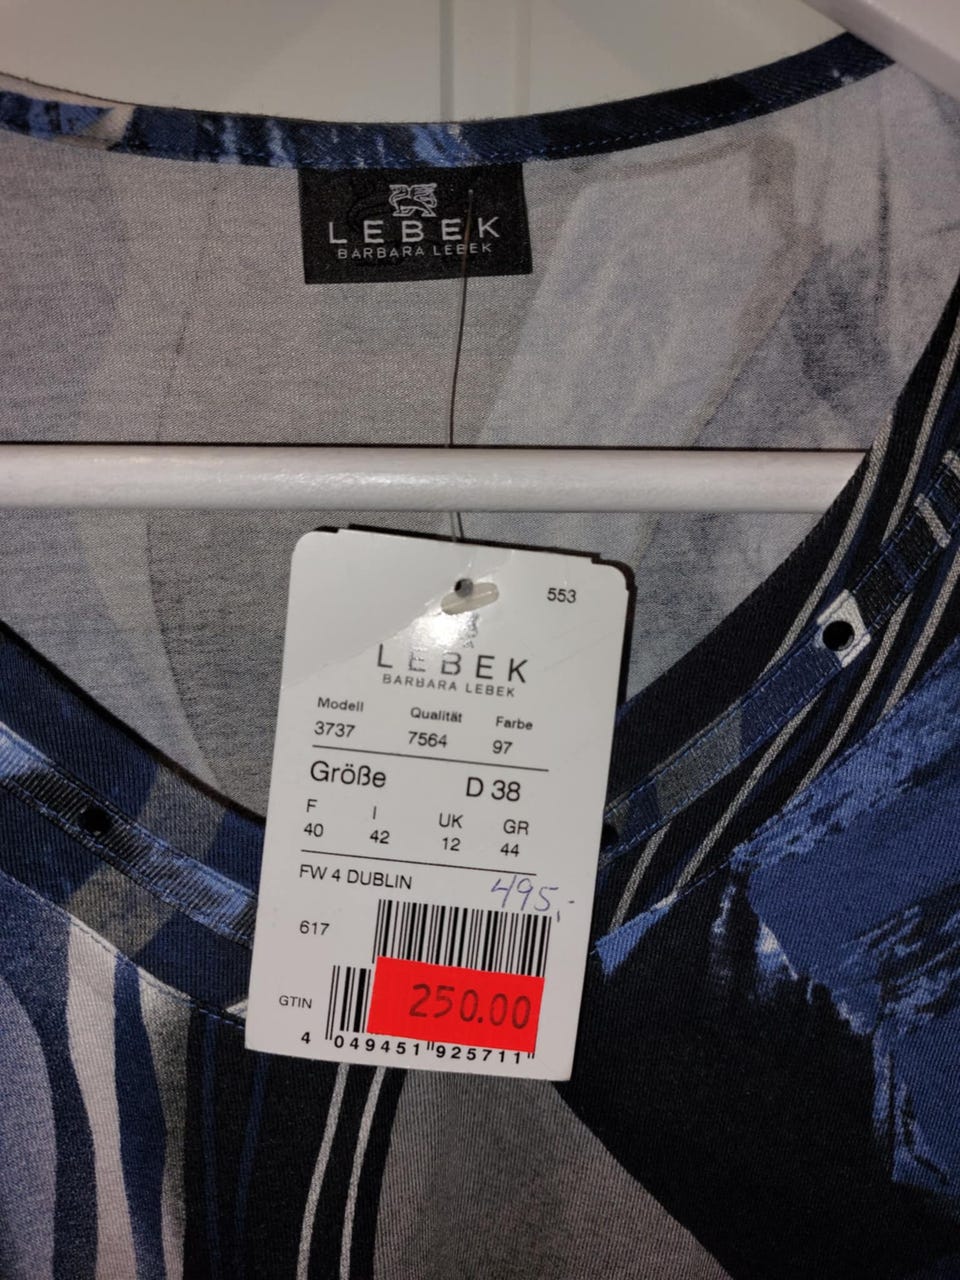 LEBEK
BARBARA LEBEK
553
LEBEK
BARBARA LEBEK
Modell Qualität Farbe
3737 7564 97
Größe D 38
F I UK GR
40 42 12 44
FW 4 DUBLIN
495,-
617
250.00
GTIN
4 049451 925711